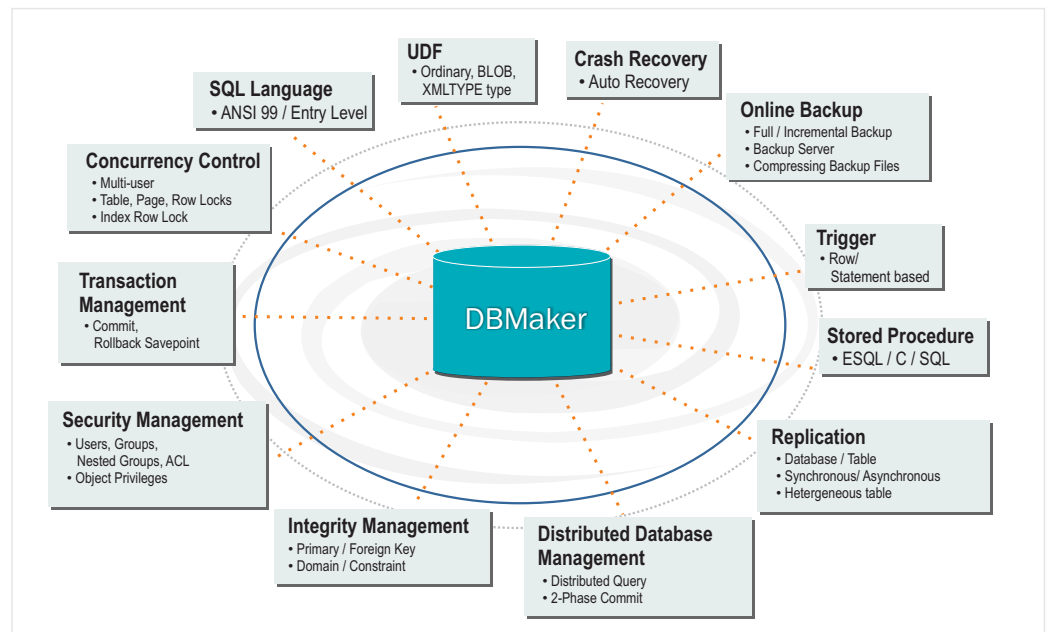 UDF
• Ordinary, BLOB,
XMLTYPE type
Crash Recovery
• Auto Recovery
SQL Language
• ANSI 99 / Entry Level
Online Backup
• Full / Incremental Backup
• Backup Server
• Compressing Backup Files
Concurrency Control
• Multi-user
• Table, Page, Row Locks
• Index Row Lock
Trigger
• Row/
Statement based
Transaction
Management
• Commit,
Rollback Savepoint
DBMaker
Stored Procedure
• ESQL / C / SQL
Security Management
• Users, Groups,
Nested Groups, ACL
• Object Privileges
Replication
• Database / Table
• Synchronous/ Asynchronous
• Hetergeneous table
Integrity Management
• Primary / Foreign Key
• Domain / Constraint
Distributed Database
Management
• Distributed Query
• 2-Phase Commit